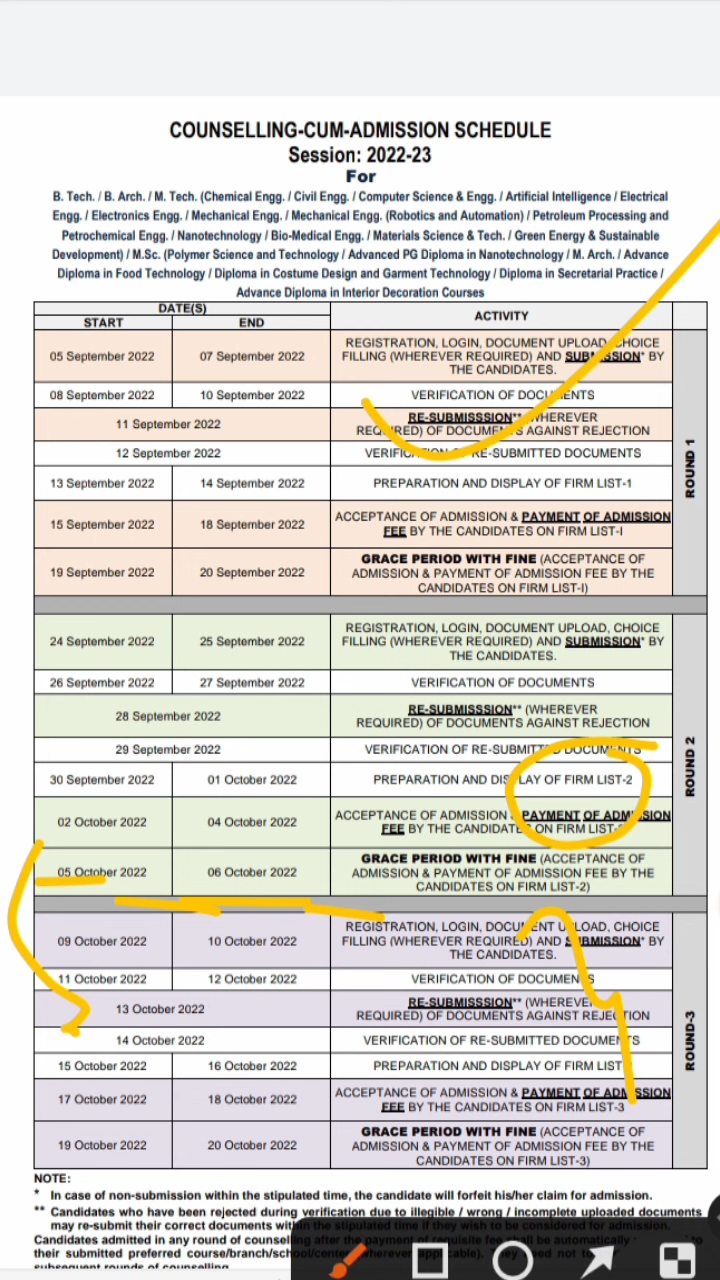 COUNSELLING-CUM-ADMISSION SCHEDULE
Session: 2022-23
For
B. Tech. / B. Arch. / M. Tech. (Chemical Engg. / Civil Engg. / Computer Science & Engg. / Artificial Intelligence / Electrical
Engg. / Electronics Engg. / Mechanical Engg. / Mechanical Engg. (Robotics and Automation) / Petroleum Processing and
Petrochemical Engg. / Nanotechnology / Bio-Medical Engg. / Materials Science & Tech. / Green Energy & Sustainable
Development) / M.Sc. (Polymer Science and Technology / Advanced PG Diploma in Nanotechnology / M. Arch. / Advance
Diploma in Food Technology / Diploma in Costume Design and Garment Technology / Diploma in Secretarial Practice /
Advance Diploma in Interior Decoration Courses
DATE(S)
START END ACTIVITY
ROUND 1
05 September 2022 07 September 2022 REGISTRATION, LOGIN, DOCUMENT UPLOAD, CHOICE
FILLING (WHEREVER REQUIRED) AND SUBMISSION* BY
THE CANDIDATES.
08 September 2022 10 September 2022 VERIFICATION OF DOCUMENTS
11 September 2022 RE-SUBMISSSION** (WHEREVER
REQUIRED) OF DOCUMENTS AGAINST REJECTION
12 September 2022 VERIFICATION OF RE-SUBMITTED DOCUMENTS
13 September 2022 14 September 2022 PREPARATION AND DISPLAY OF FIRM LIST-1
15 September 2022 18 September 2022 ACCEPTANCE OF ADMISSION & PAYMENT OF ADMISSION
FEE BY THE CANDIDATES ON FIRM LIST-I
19 September 2022 20 September 2022 GRACE PERIOD WITH FINE (ACCEPTANCE OF
ADMISSION & PAYMENT OF ADMISSION FEE BY THE
CANDIDATES ON FIRM LIST-I)
ROUND 2
24 September 2022 25 September 2022 REGISTRATION, LOGIN, DOCUMENT UPLOAD, CHOICE
FILLING (WHEREVER REQUIRED) AND SUBMISSION* BY
THE CANDIDATES.
26 September 2022 27 September 2022 VERIFICATION OF DOCUMENTS
28 September 2022 RE-SUBMISSSION** (WHEREVER
REQUIRED) OF DOCUMENTS AGAINST REJECTION
29 September 2022 VERIFICATION OF RE-SUBMITTED DOCUMENTS
30 September 2022 01 October 2022 PREPARATION AND DISPLAY OF FIRM LIST-2
02 October 2022 04 October 2022 ACCEPTANCE OF ADMISSION & PAYMENT OF ADMISSION
FEE BY THE CANDIDATES ON FIRM
05 October 2022 06 October 2022 GRACE PERIOD WITH FINE (ACCEPTANCE OF
ADMISSION & PAYMENT OF ADMISSION FEE BY THE
CANDIDATES ON FIRM LIST-2)
ROUND-3
09 October 2022 10 October 2022 REGISTRATION, LOGIN, DOCUMENT UPLOAD, CHOICE
FILLING (WHEREVER REQUIRED) AND SUBMISSION* BY
THE CANDIDATES.
11 October 2022 12 October 2022 VERIFICATION OF DOCUMENTS
13 October 2022 RE-SUBMISSSION** (WHEREVER
REQUIRED) OF DOCUMENTS AGAINST REJECTION
14 October 2022 VERIFICATION OF RE-SUBMITTED DOCUMENTS
15 October 2022 16 October 2022 PREPARATION AND DISPLAY OF FIRM LIST
17 October 2022 18 October 2022 ACCEPTANCE OF ADMISSION & PAYMENT OF ADMISSION
FEE BY THE CANDIDATES ON FIRM LIST-3
19 October 2022 20 October 2022 GRACE PERIOD WITH FINE (ACCEPTANCE OF
ADMISSION & PAYMENT OF ADMISSION FEE BY THE
CANDIDATES ON FIRM LIST-3)
NOTE:
* In case of non-submission within the stipulated time, the candidate will forfeit his/her claim for admission.
** Candidates who have been rejected during verification due to illegible / wrong / incomplete uploaded documents
may re-submit their correct documents within the stipulated time if they wish to be considered for admission.
Candidates admitted in any round of counselling after the payment of requisite fee shall be automatically to
their submitted preferred course/branch/school/center (wherever applicable). They need not
subsequent rounds of counselling